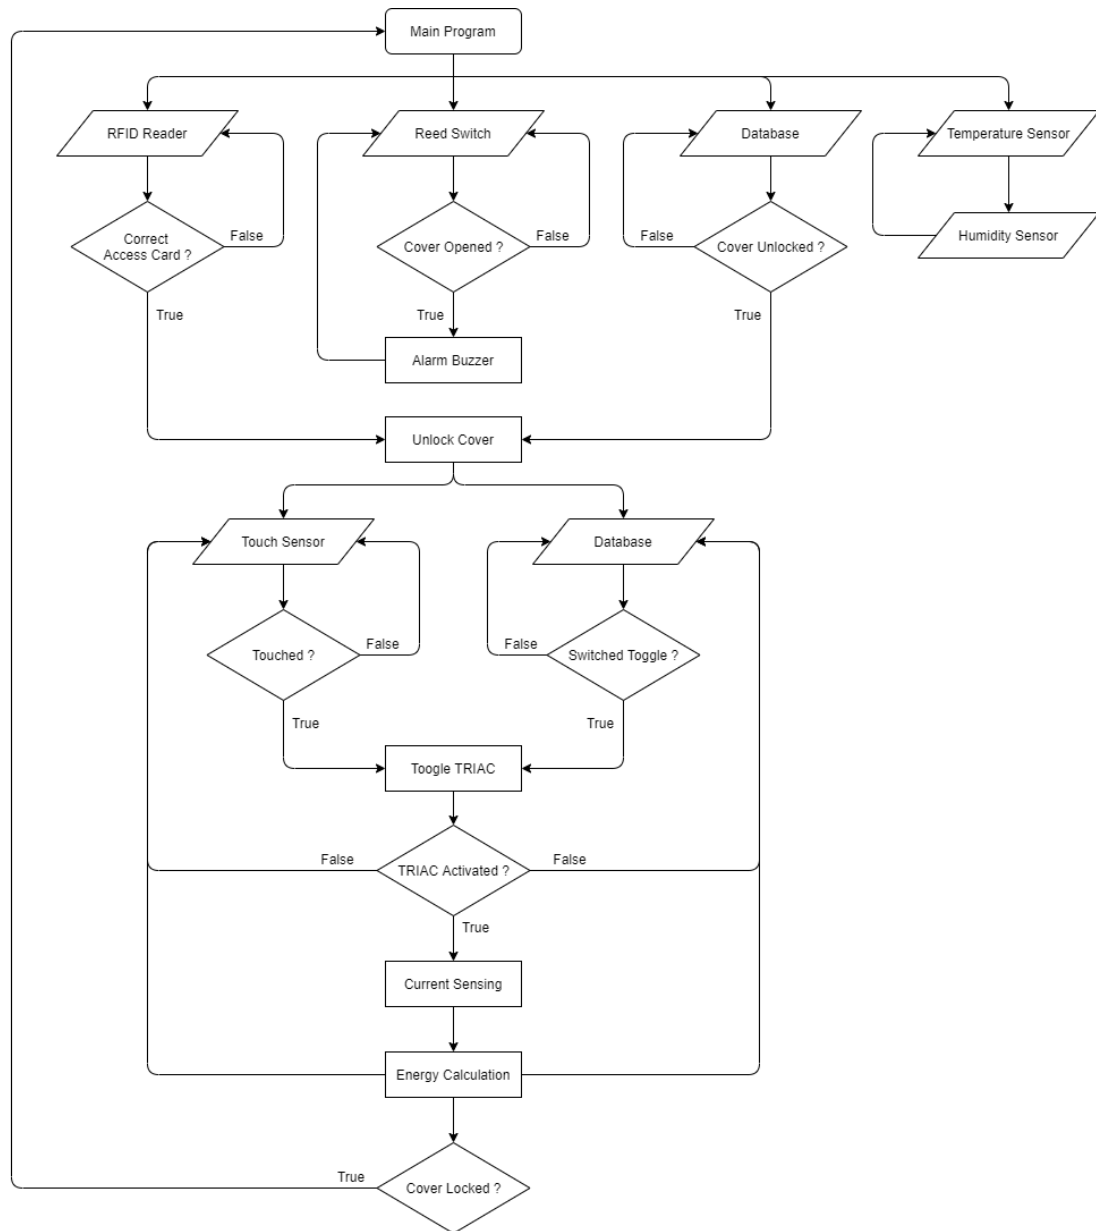 Main Program
RFID Reader
Reed Switch
Database
Temperature Sensor
Correct
Access Card ?
False
Cover Opened ?
False
False
Cover Unlocked ?
Humidity Sensor
True
True
True
Alarm Buzzer
Unlock Cover
Touch Sensor
Database
Touched ?
False
False
Switched Toggle ?
True
True
Toogle TRIAC
False
TRIAC Activated ?
False
True
Current Sensing
Energy Calculation
True
Cover Locked ?